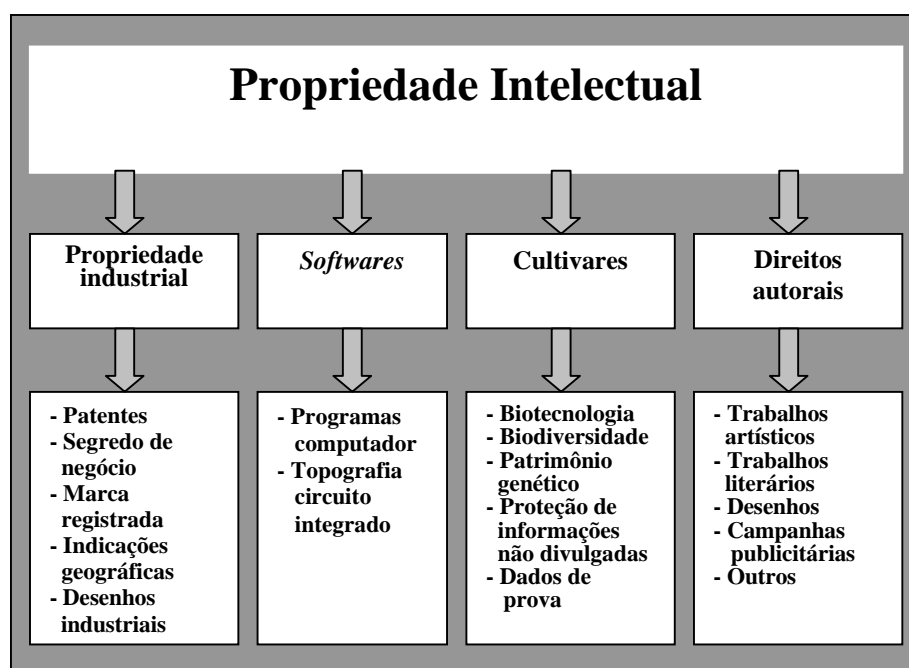 Propriedade Intelectual
Propriedade
industrial
Softwares
Cultivares
Direitos
autorais
- Patentes
- Segredo de
negócio
- Marca
registrada
- Indicações
geográficas
- Desenhos
industriais
- Programas
computador
- Topografia
circuito
integrado
- Biotecnologia
- Biodiversidade
- Patrimônio
genético
- Proteção de
informações
não divulgadas
- Dados de
prova
- Trabalhos
artísticos
- Trabalhos
literários
- Desenhos
- Campanhas
publicitárias
- Outros